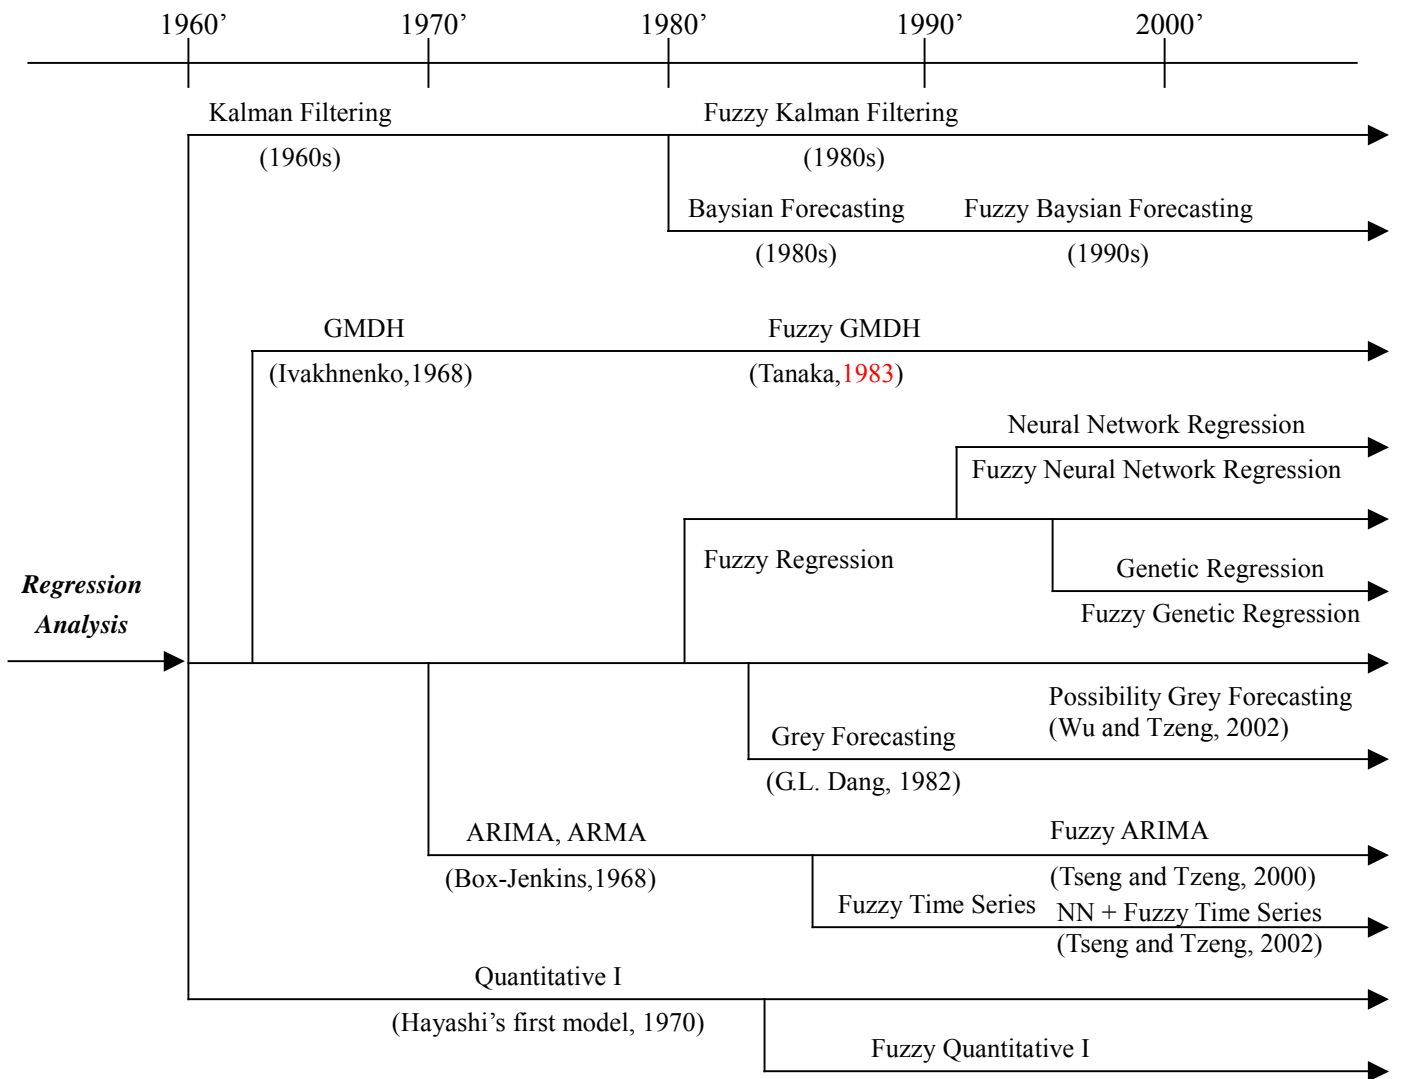 1960’ 1970’ 1980’ 1990’ 2000’
Kalman Filtering Fuzzy Kalman Filtering
(1960s) (1980s)
Baysian Forecasting Fuzzy Baysian Forecasting
(1980s) (1990s)
GMDH Fuzzy GMDH
(Ivakhnenko,1968) (Tanaka,1983)
Neural Network Regression
Fuzzy Neural Network Regression
Fuzzy Regression
Genetic Regression
Fuzzy Genetic Regression
Regression
Analysis
Possibility Grey Forecasting
(Wu and Tzeng, 2002)
Grey Forecasting
(G.L. Dang, 1982)
ARIMA, ARMA Fuzzy ARIMA
(Box-Jenkins,1968) (Tseng and Tzeng, 2000)
Fuzzy Time Series NN + Fuzzy Time Series
(Tseng and Tzeng, 2002)
Quantitative I
(Hayashi’s first model, 1970)
Fuzzy Quantitative I